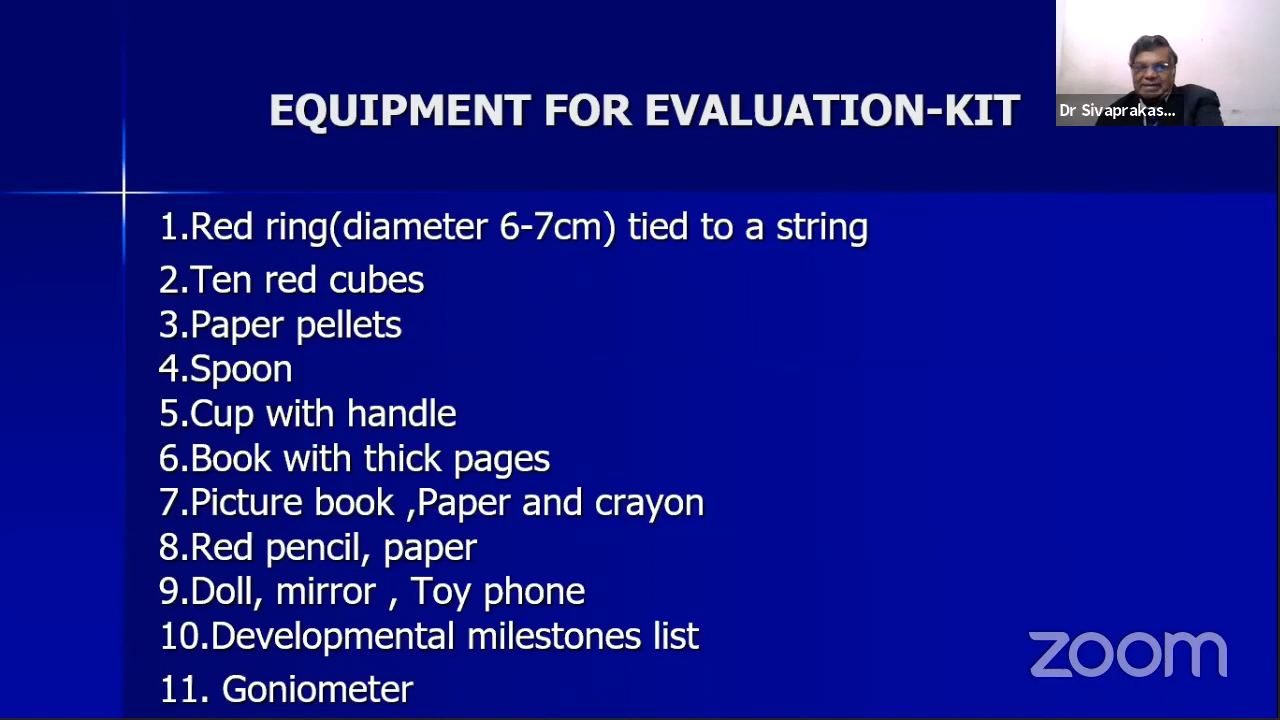 EQUIPMENT FOR EVALUATION-KIT
Dr Sivaprakas...
1.Red ring(diameter 6-7cm) tied to a string
2.Ten red cubes
3.Paper pellets
4.Spoon
5.Cup with handle
6.Book with thick pages
7.Picture book ,Paper and crayon
8.Red pencil, paper
9.Doll, mirror , Toy phone
10.Developmental milestones list
11. Goniometer
zoom